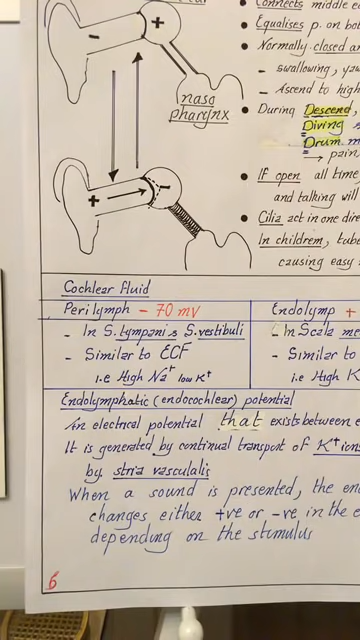 Connects middle e
Equalises p. on bot
Normally closed an
- swallowing, yaw
- Ascend to high
During Descend,
Diving
Drum m
→ pain
IF open all time
and talking will
Cilia act in one dire
In children, tube
causing easy
+
-
naso
pharynx
+
-
Cochlear fluid
Perilymph - 70 mV
- In S. tympani & S. vestibuli
- Similar to ECF
i.e High Na+ low K+
Endolymp +
- In Scala me
- Similar to
i.e High K
Endolymphatic (endocochlear) potential
An electrical potential that exists between e
It is generated by continual transport of K+ ions
by stria vasculalis
When a sound is presented, the en
changes either +ve or -ve in the e
depending on the stimulus
6